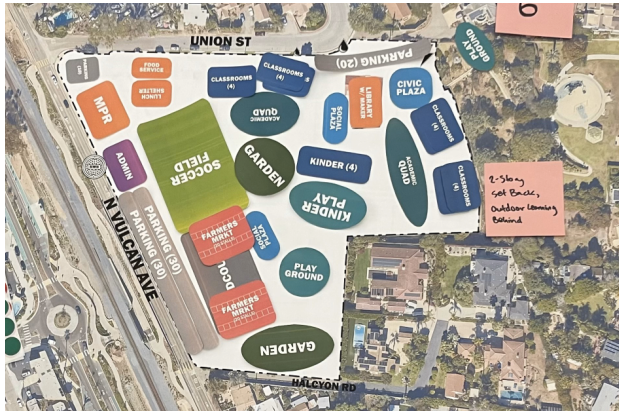 UNION ST
PARKING (20)
PLAY
GROUND
FOOD
SERVICE
LUNCH
SHELTER
MPR
ADMIN
CLASSROOMS
(4)
CLASSROOMS
(4)
ACADEMIC
QUAD
SOCIAL
PLAZA
LIBRARY
W/ MAKER
CIVIC
PLAZA
CLASSROOMS
(4)
CLASSROOMS
(4)
ACADEMIC
QUAD
SOCCER
FIELD
GARDEN
KINDER (4)
KINDER
PLAY
2-Story
Set Back,
Outdoor Learning
Behind
N VULCAN AVE
PARKING (30)
PARKING (30)
FARMERS
MRKT
SOCIAL
PLAZA
PLAY
GROUND
FARMERS
MRKT
GARDEN
HALCYON RD